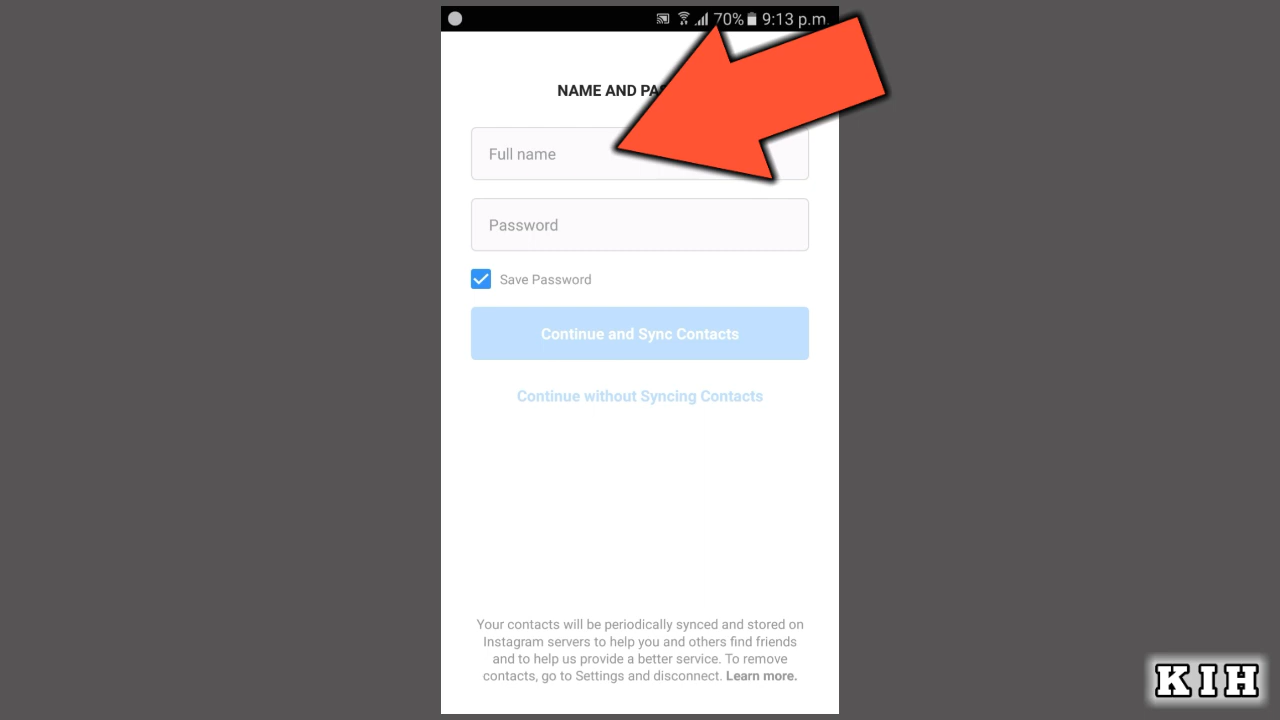 70% 9:13 p.m.
NAME AND
Full name
Password
Save Password
Continue and Sync Contacts
Continue without Syncing Contacts
Your contacts will be periodically synced and stored on
Instagram servers to help you and others find friends
and to help us provide a better service. To remove
contacts, go to Settings and disconnect. Learn more.
KIH